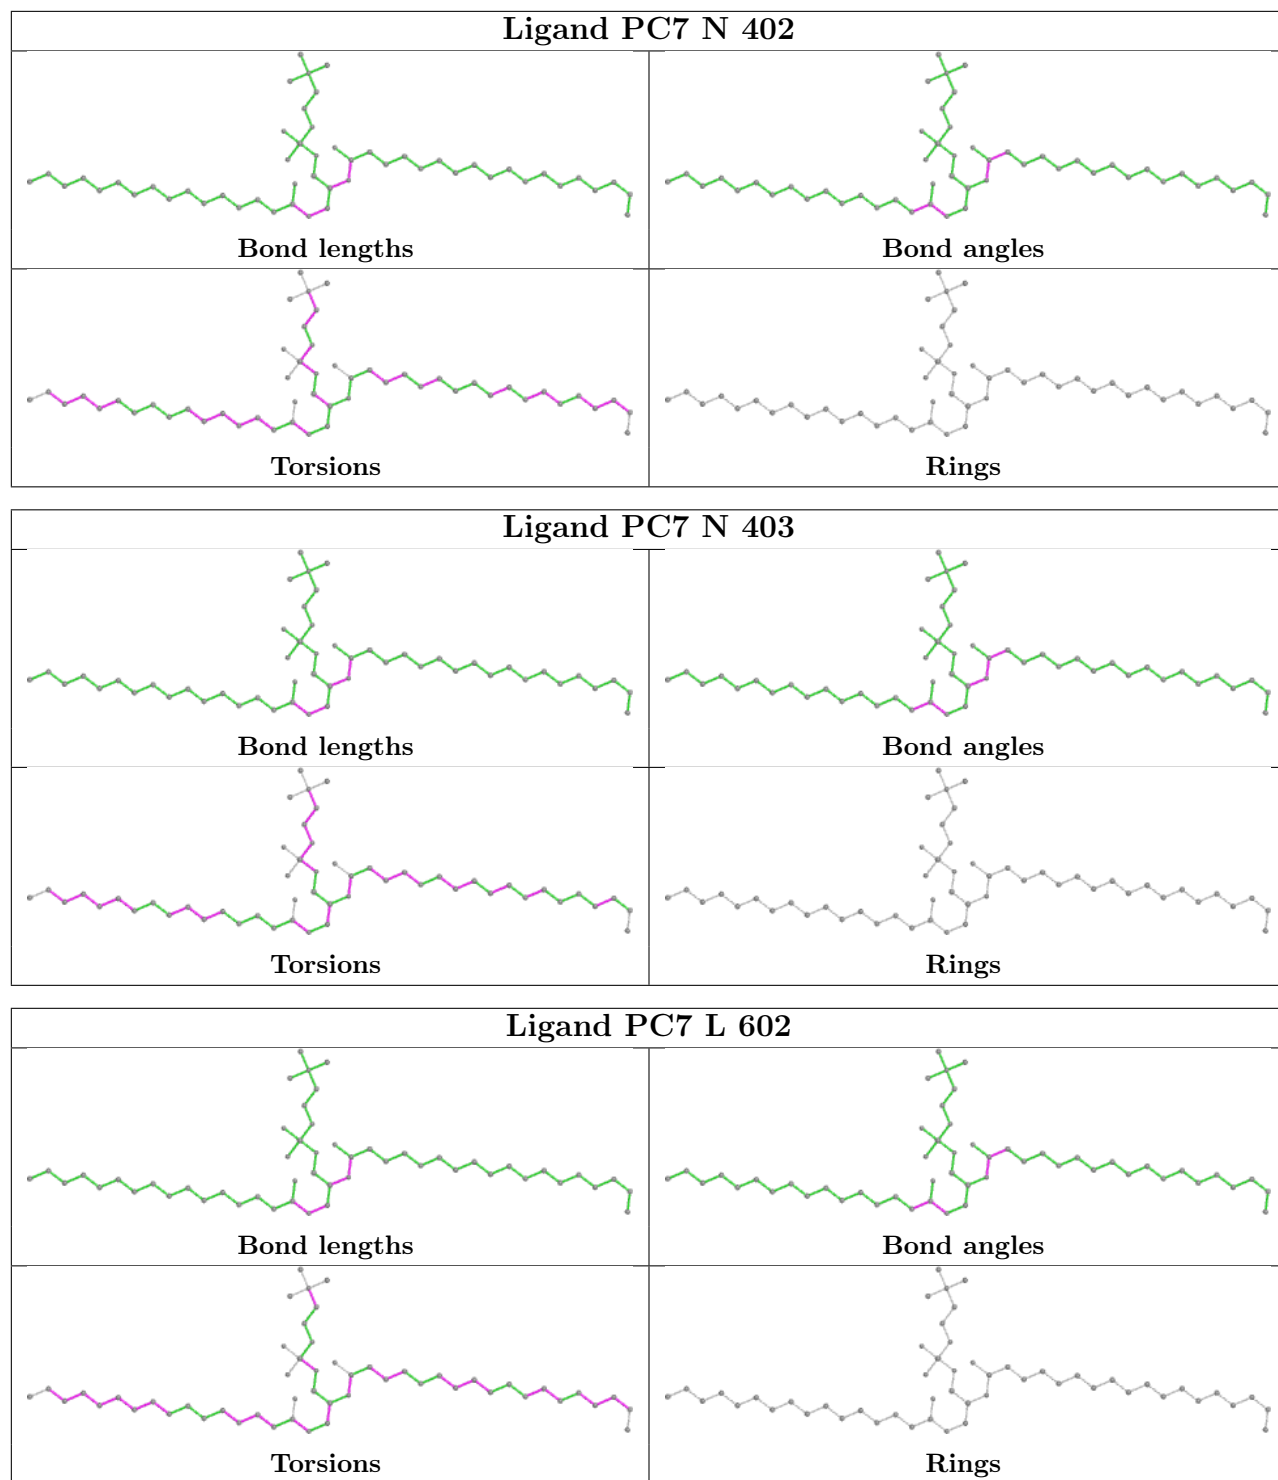 Ligand PC7 N 402
Bond lengths
Bond angles
Torsions
Rings
Ligand PC7 N 403
Bond lengths
Bond angles
Torsions
Rings
Ligand PC7 L 602
Bond lengths
Bond angles
Torsions
Rings